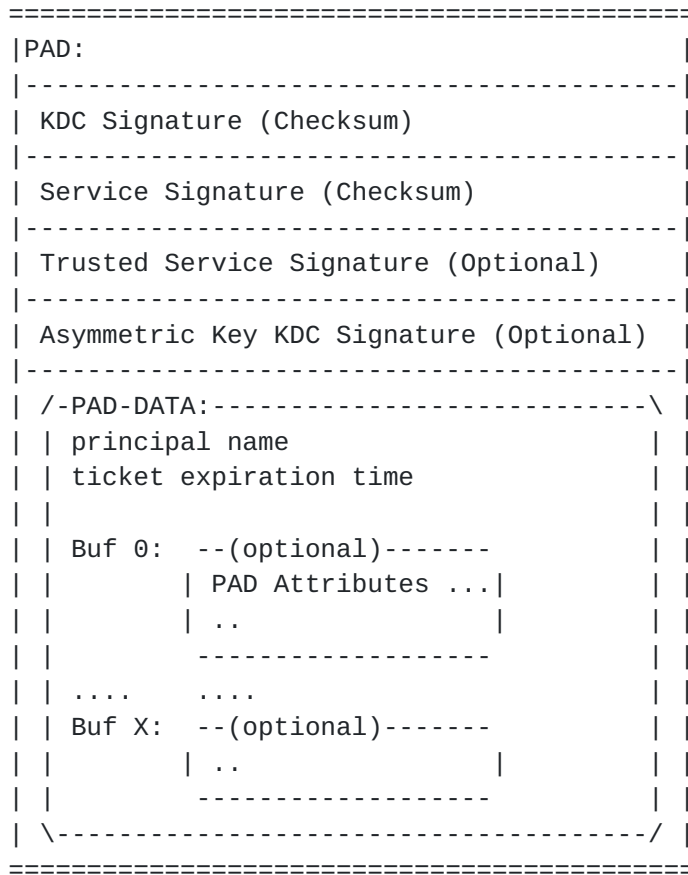 ============================================
|PAD:                                      |
|------------------------------------------|
| KDC Signature (Checksum)                 |
|------------------------------------------|
| Service Signature (Checksum)             |
|------------------------------------------|
| Trusted Service Signature (Optional)     |
|------------------------------------------|
| Asymmetric Key KDC Signature (Optional)  |
|------------------------------------------|
| /-PAD-DATA:----------------------------\ |
| | principal name                       | |
| | ticket expiration time               | |
| |                                      | |
| | Buf 0:  --(optional)-------          | |
| |        | PAD Attributes ...|         | |
| |        | ..                |         | |
| |         -------------------          | |
| | ....    ....                         | |
| | Buf X:  --(optional)-------          | |
| |        | ..                |         | |
| |         -------------------          | |
| \--------------------------------------/ |
============================================